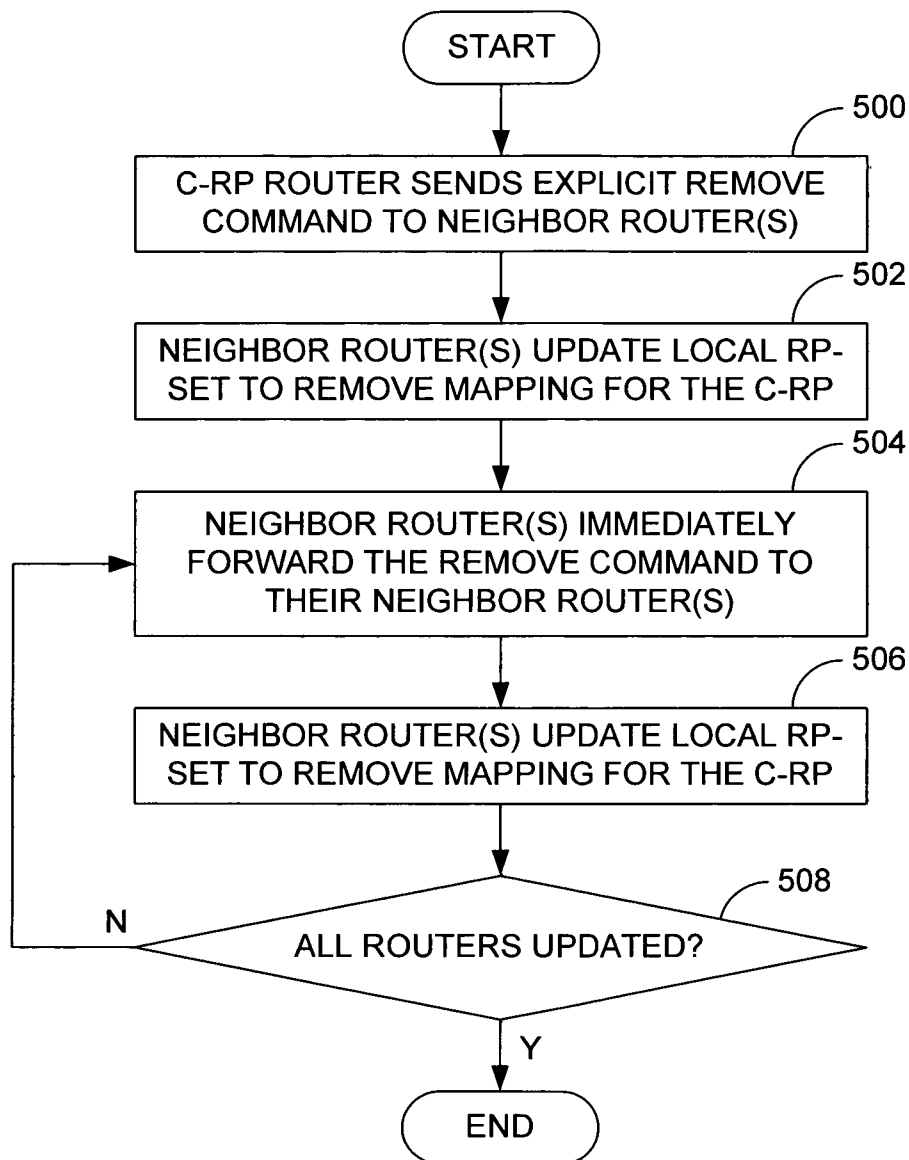 START
500
C-RP ROUTER SENDS EXPLICIT REMOVE
COMMAND TO NEIGHBOR ROUTER(S)
502
NEIGHBOR ROUTER(S) UPDATE LOCAL RP-
SET TO REMOVE MAPPING FOR THE C-RP
504
NEIGHBOR ROUTER(S) IMMEDIATELY
FORWARD THE REMOVE COMMAND TO
THEIR NEIGHBOR ROUTER(S)
506
NEIGHBOR ROUTER(S) UPDATE LOCAL RP-
SET TO REMOVE MAPPING FOR THE C-RP
508
N
ALL ROUTERS UPDATED?
Y
END